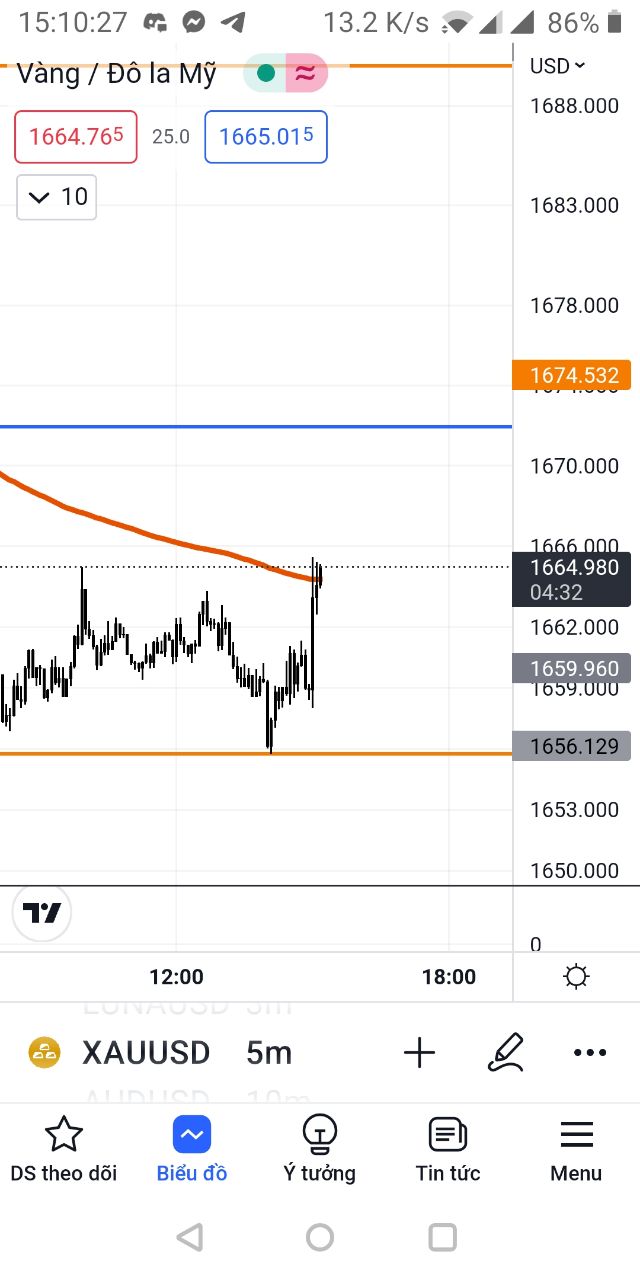 15:10:27 13.2 K/s 86%
Vàng / Đô la Mỹ USD
1688.000
1664.765 25.0 1665.015
10
1683.000
1678.000
1674.532
1670.000
1666.000
1664.980
04:32
1662.000
1659.960
1659.000
1656.129
1653.000
1650.000
0
12:00 18:00
XAUUSD 5m
AUDUSD 10m
DS theo dõi Biểu đồ Ý tưởng Tin tức Menu